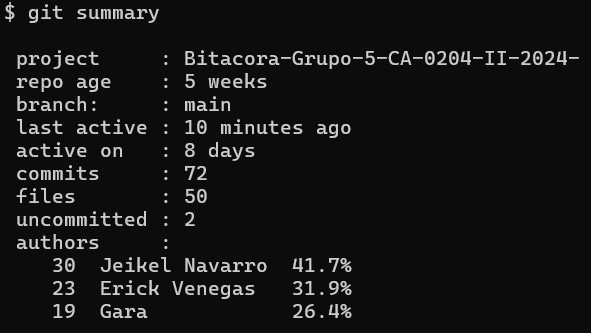 $ git summary
project     : Bitacora-Grupo-5-CA-0204-II-2024-
repo age    : 5 weeks
branch:     : main
last active : 10 minutes ago
active on   : 8 days
commits     : 72
files       : 50
uncommitted : 2
authors     :
30  Jeikel Navarro  41.7%
23  Erick Venegas   31.9%
19  Gara            26.4%